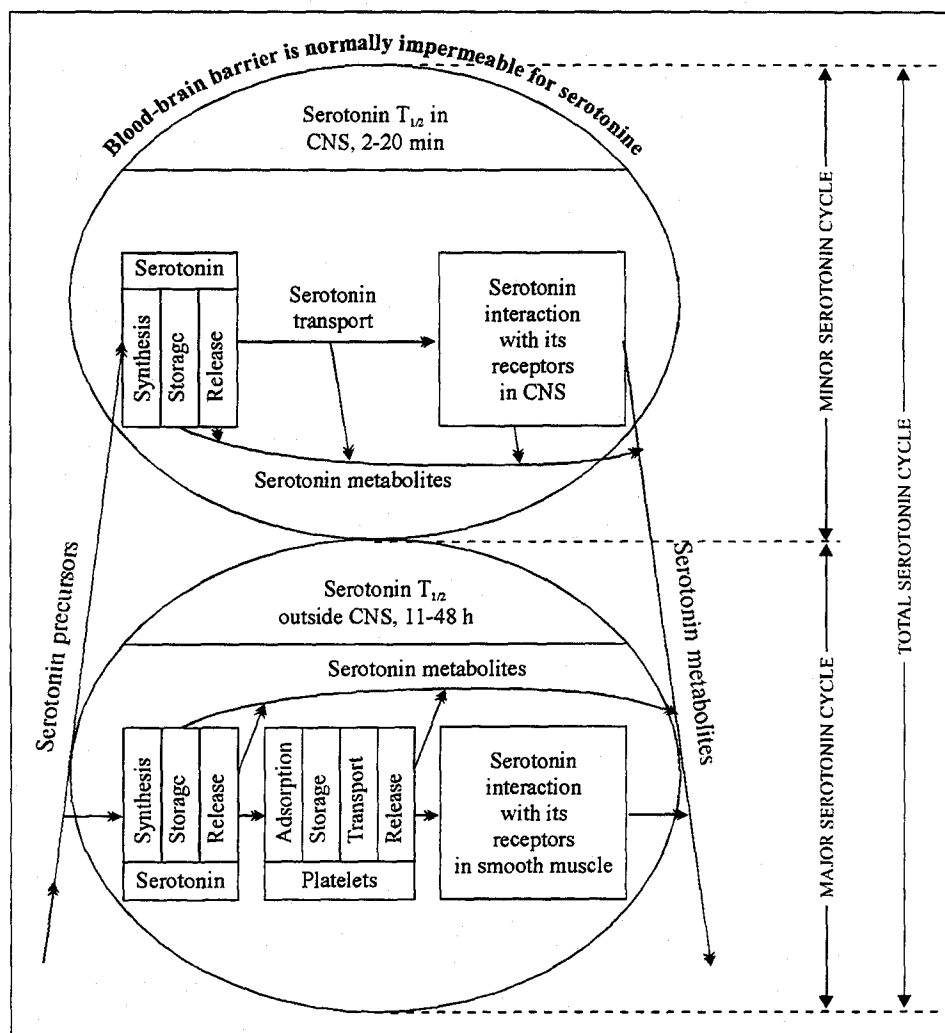 Blood-brain barrier is normally impermeable for serotonine
Serotonin T1/2 in
CNS, 2-20 min
Serotonin
Synthesis
Storage
Release
Serotonin
transport
Serotonin
interaction
with its
receptors
in CNS
Serotonin metabolites
Serotonin precursors
Serotonin metabolites
Serotonin T1/2
outside CNS, 11-48 h
Serotonin metabolites
Synthesis
Storage
Release
Serotonin
Adsorption
Storage
Transport
Release
Platelets
Serotonin
interaction
with its
receptors
in smooth muscle
MINOR SEROTONIN CYCLE
MAJOR SEROTONIN CYCLE
TOTAL SEROTONIN CYCLE